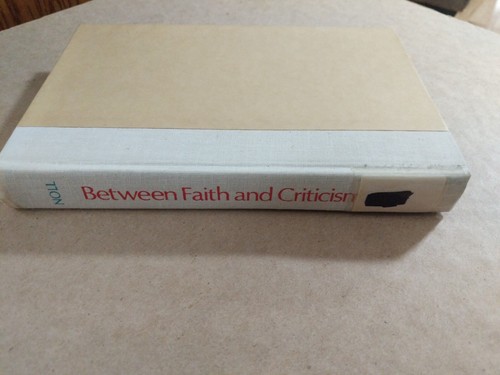 NOLL
Between Faith and Criticism